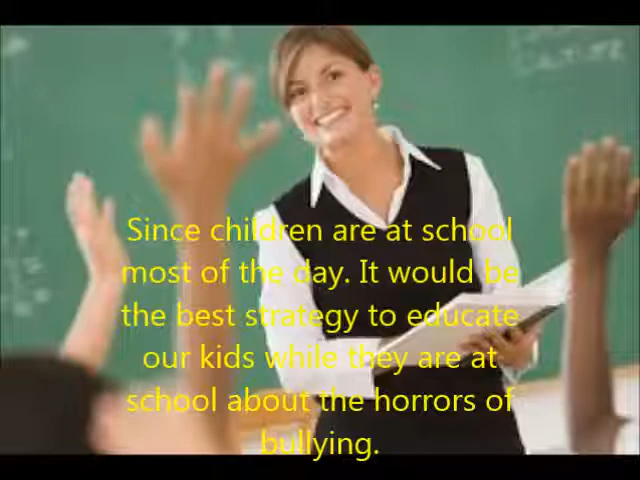 Since children are at school
most of the day. It would be
the best strategy to educate
our kids while they are at
school about the horrors of
bullying.